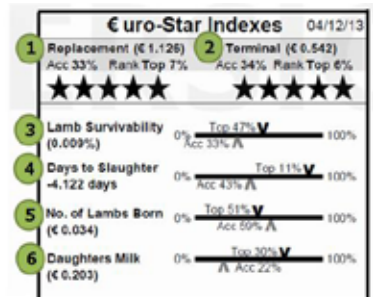 €uro-Star Indexes 04/12/13
1 Replacement (€ 1.126) 2 Terminal (€ 0.542)
Acc 33% Rank Top 7% Acc 34% Rank Top 6%
★★★★★ ★★★★★
3 Lamb Survivability (0.009%) 0% Top 47% 100%
Acc 33%
4 Days to Slaughter -4.122 days 0% Top 11% 100%
Acc 43%
5 No. of Lambs Born (€ 0.034) 0% Top 51% 100%
Acc 59%
6 Daughters Milk (€ 0.203) 0% Top 30% 100%
Acc 22%